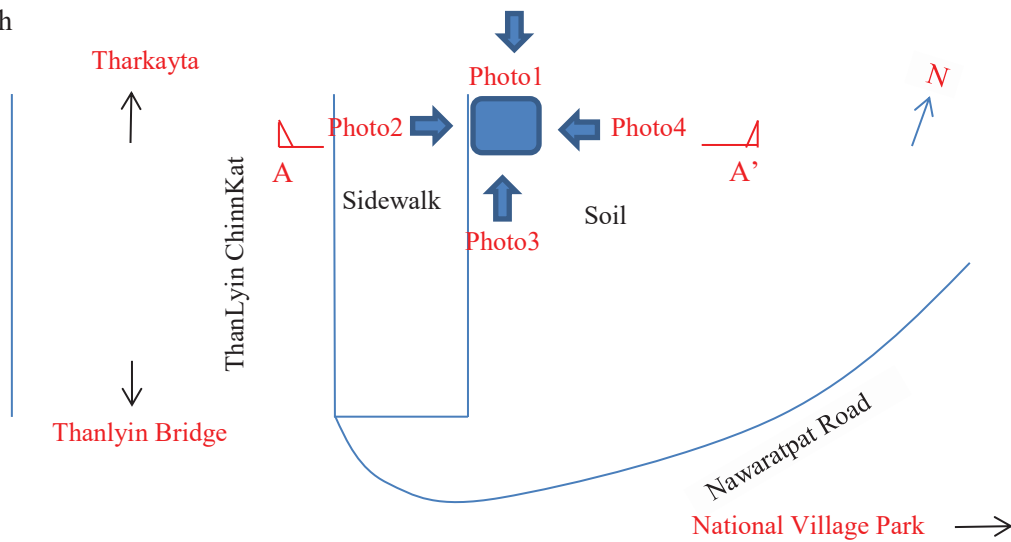 h
Tharkayta
Photo1
N
Photo2
Photo4
A
A’
ThanLyin ChinnKat
Sidewalk
Soil
Photo3
Thanlyin Bridge
Nawaratpat Road
National Village Park